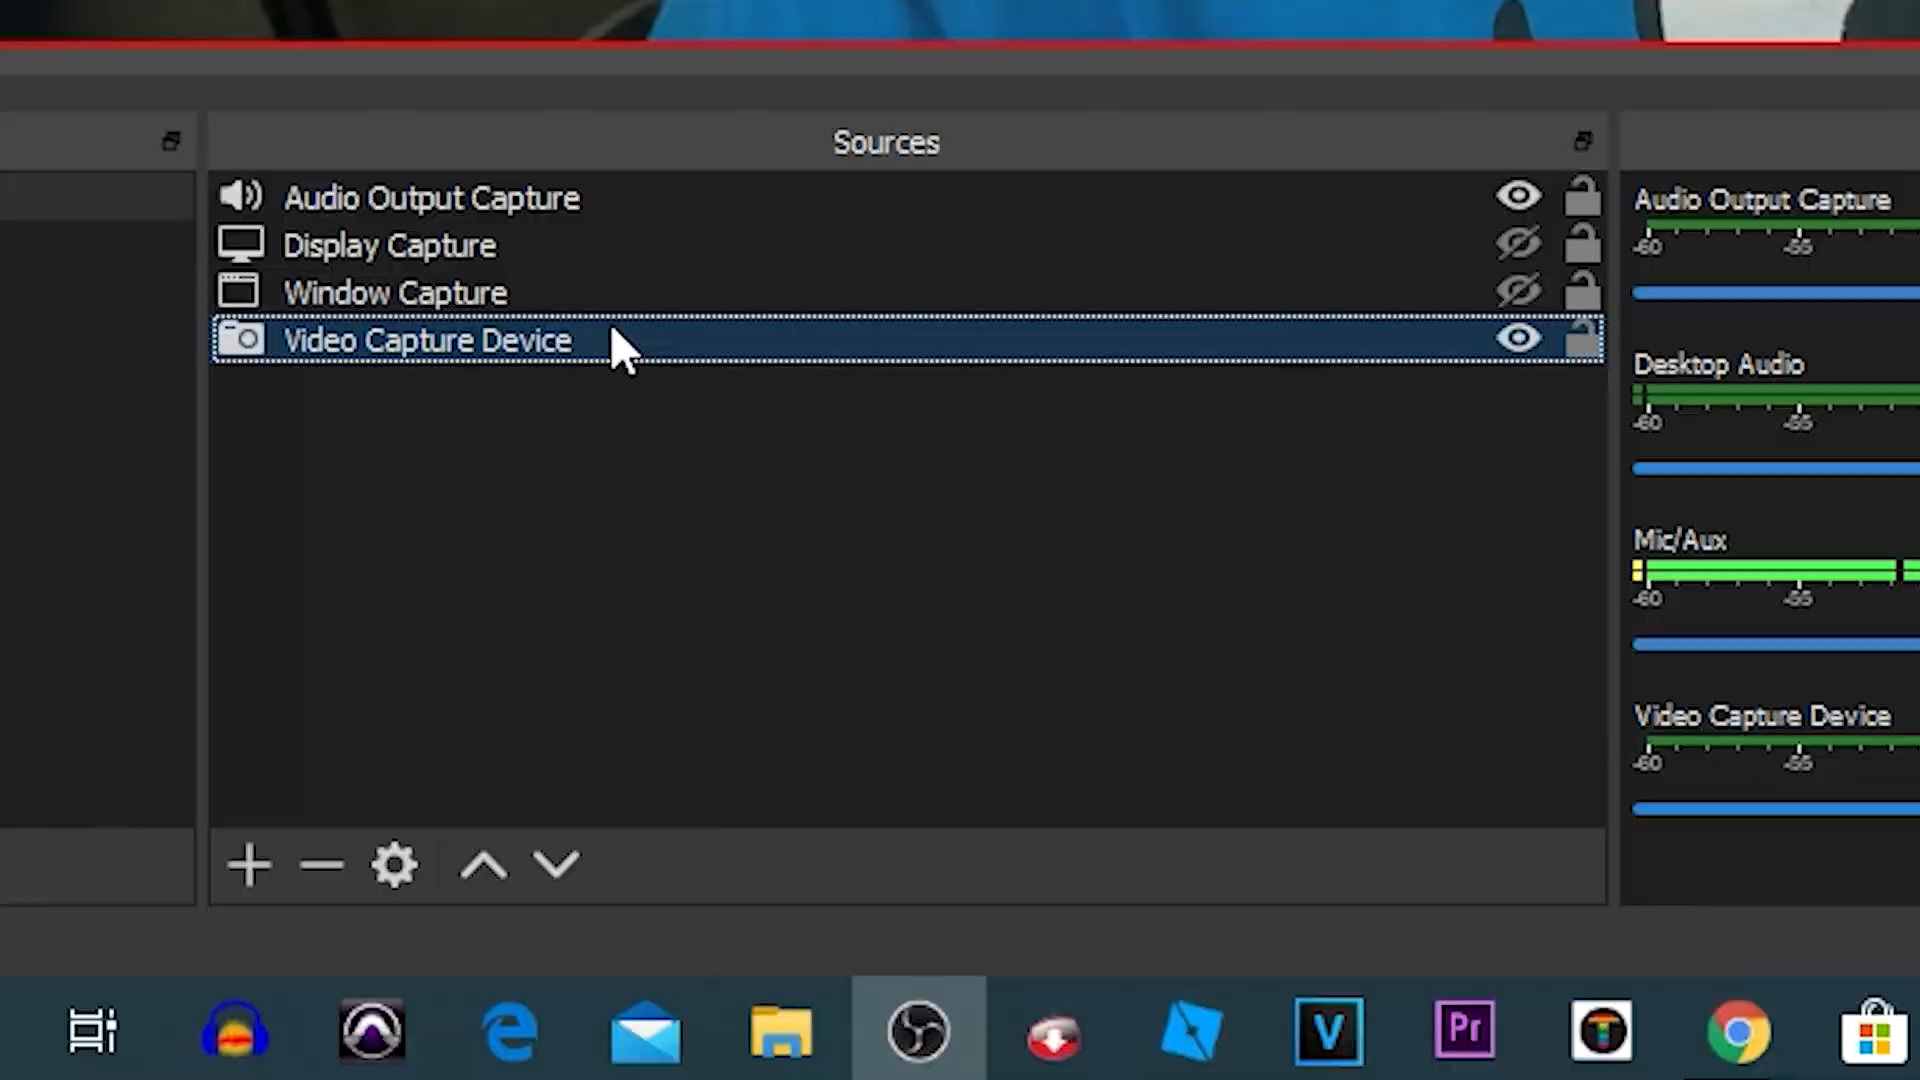 Sources
Audio Output Capture
Display Capture
Window Capture
Video Capture Device
Audio Output Capture
-60 -55
Desktop Audio
-60 -55
Mic/Aux
-60 -55
Video Capture Device
-60 -55
V
Pr
T